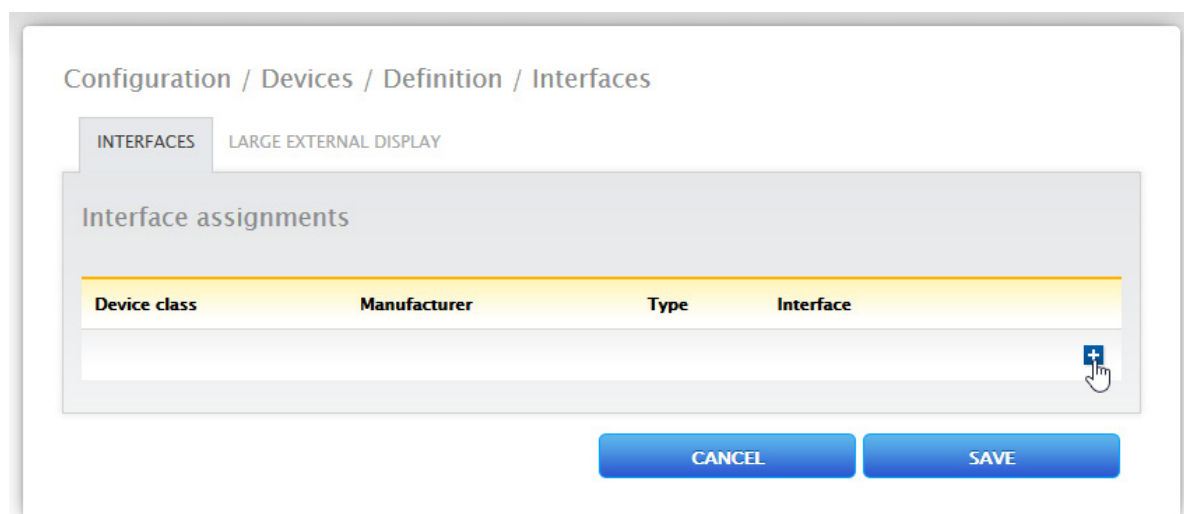 Configuration / Devices / Definition / Interfaces
INTERFACES LARGE EXTERNAL DISPLAY
Interface assignments
Device class Manufacturer Type Interface
CANCEL SAVE